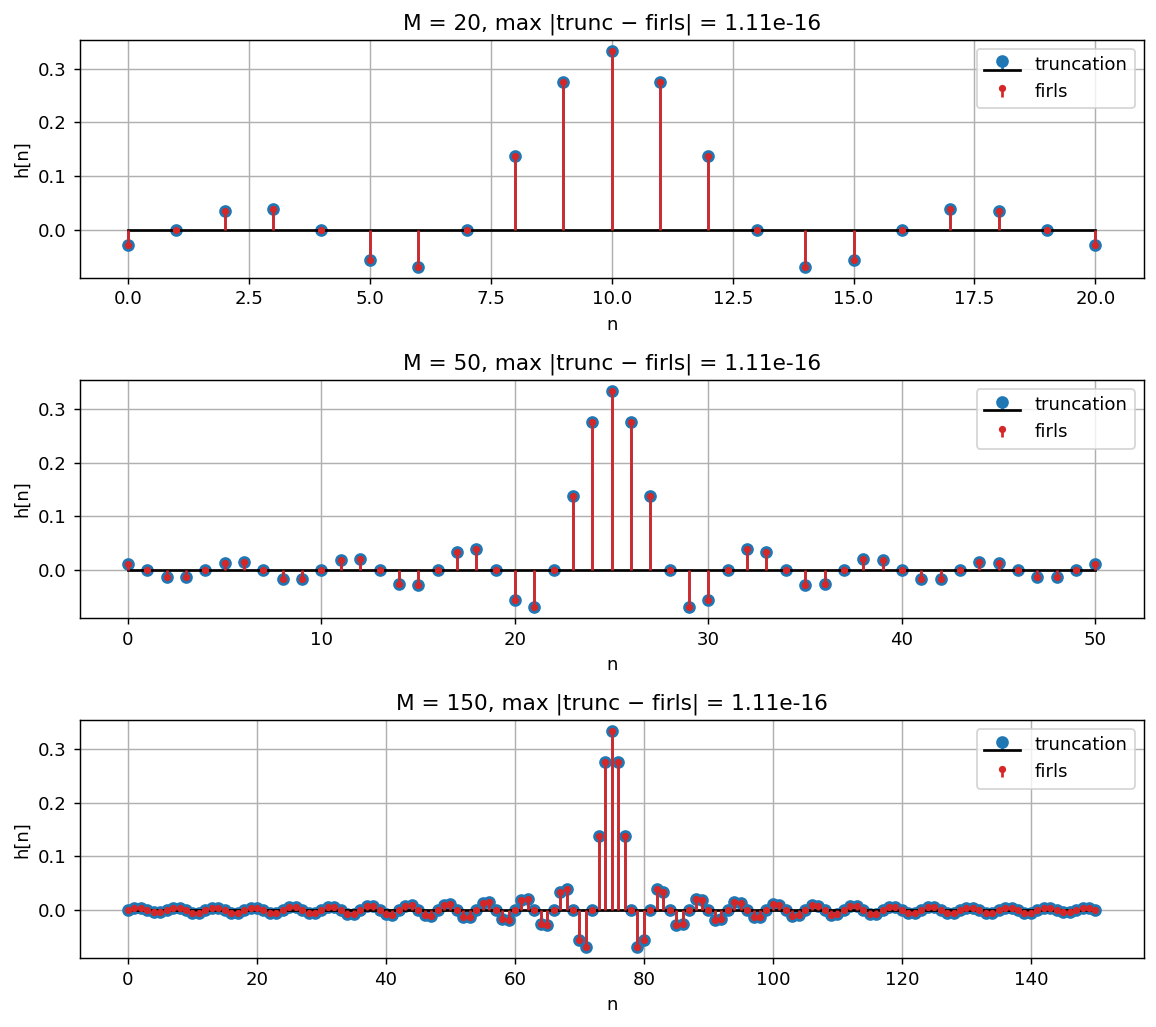 M = 20, max |trunc − firls| = 1.11e-16
truncation
firls
h[n]
0.3
0.2
0.1
0.0
0.0 2.5 5.0 7.5 10.0 12.5 15.0 17.5 20.0
n
M = 50, max |trunc − firls| = 1.11e-16
truncation
firls
h[n]
0.3
0.2
0.1
0.0
0 10 20 30 40 50
n
M = 150, max |trunc − firls| = 1.11e-16
truncation
firls
h[n]
0.3
0.2
0.1
0.0
0 20 40 60 80 100 120 140
n